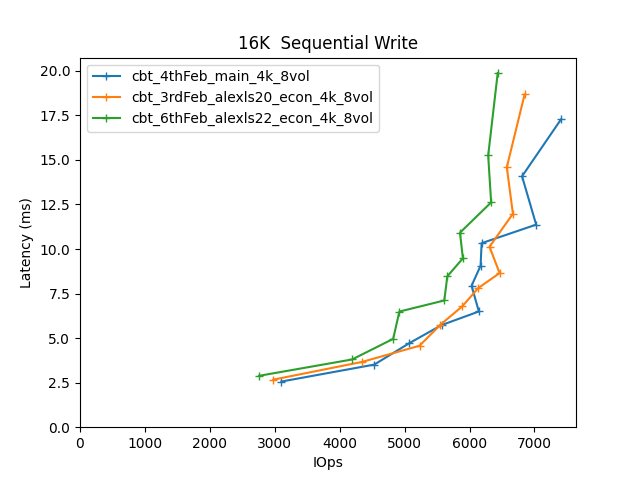 16K  Sequential Write
cbt_4thFeb_main_4k_8vol
cbt_3rdFeb_alexls20_econ_4k_8vol
cbt_6thFeb_alexls22_econ_4k_8vol
Latency (ms)
20.0
17.5
15.0
12.5
10.0
7.5
5.0
2.5
0.0
0 1000 2000 3000 4000 5000 6000 7000
IOps